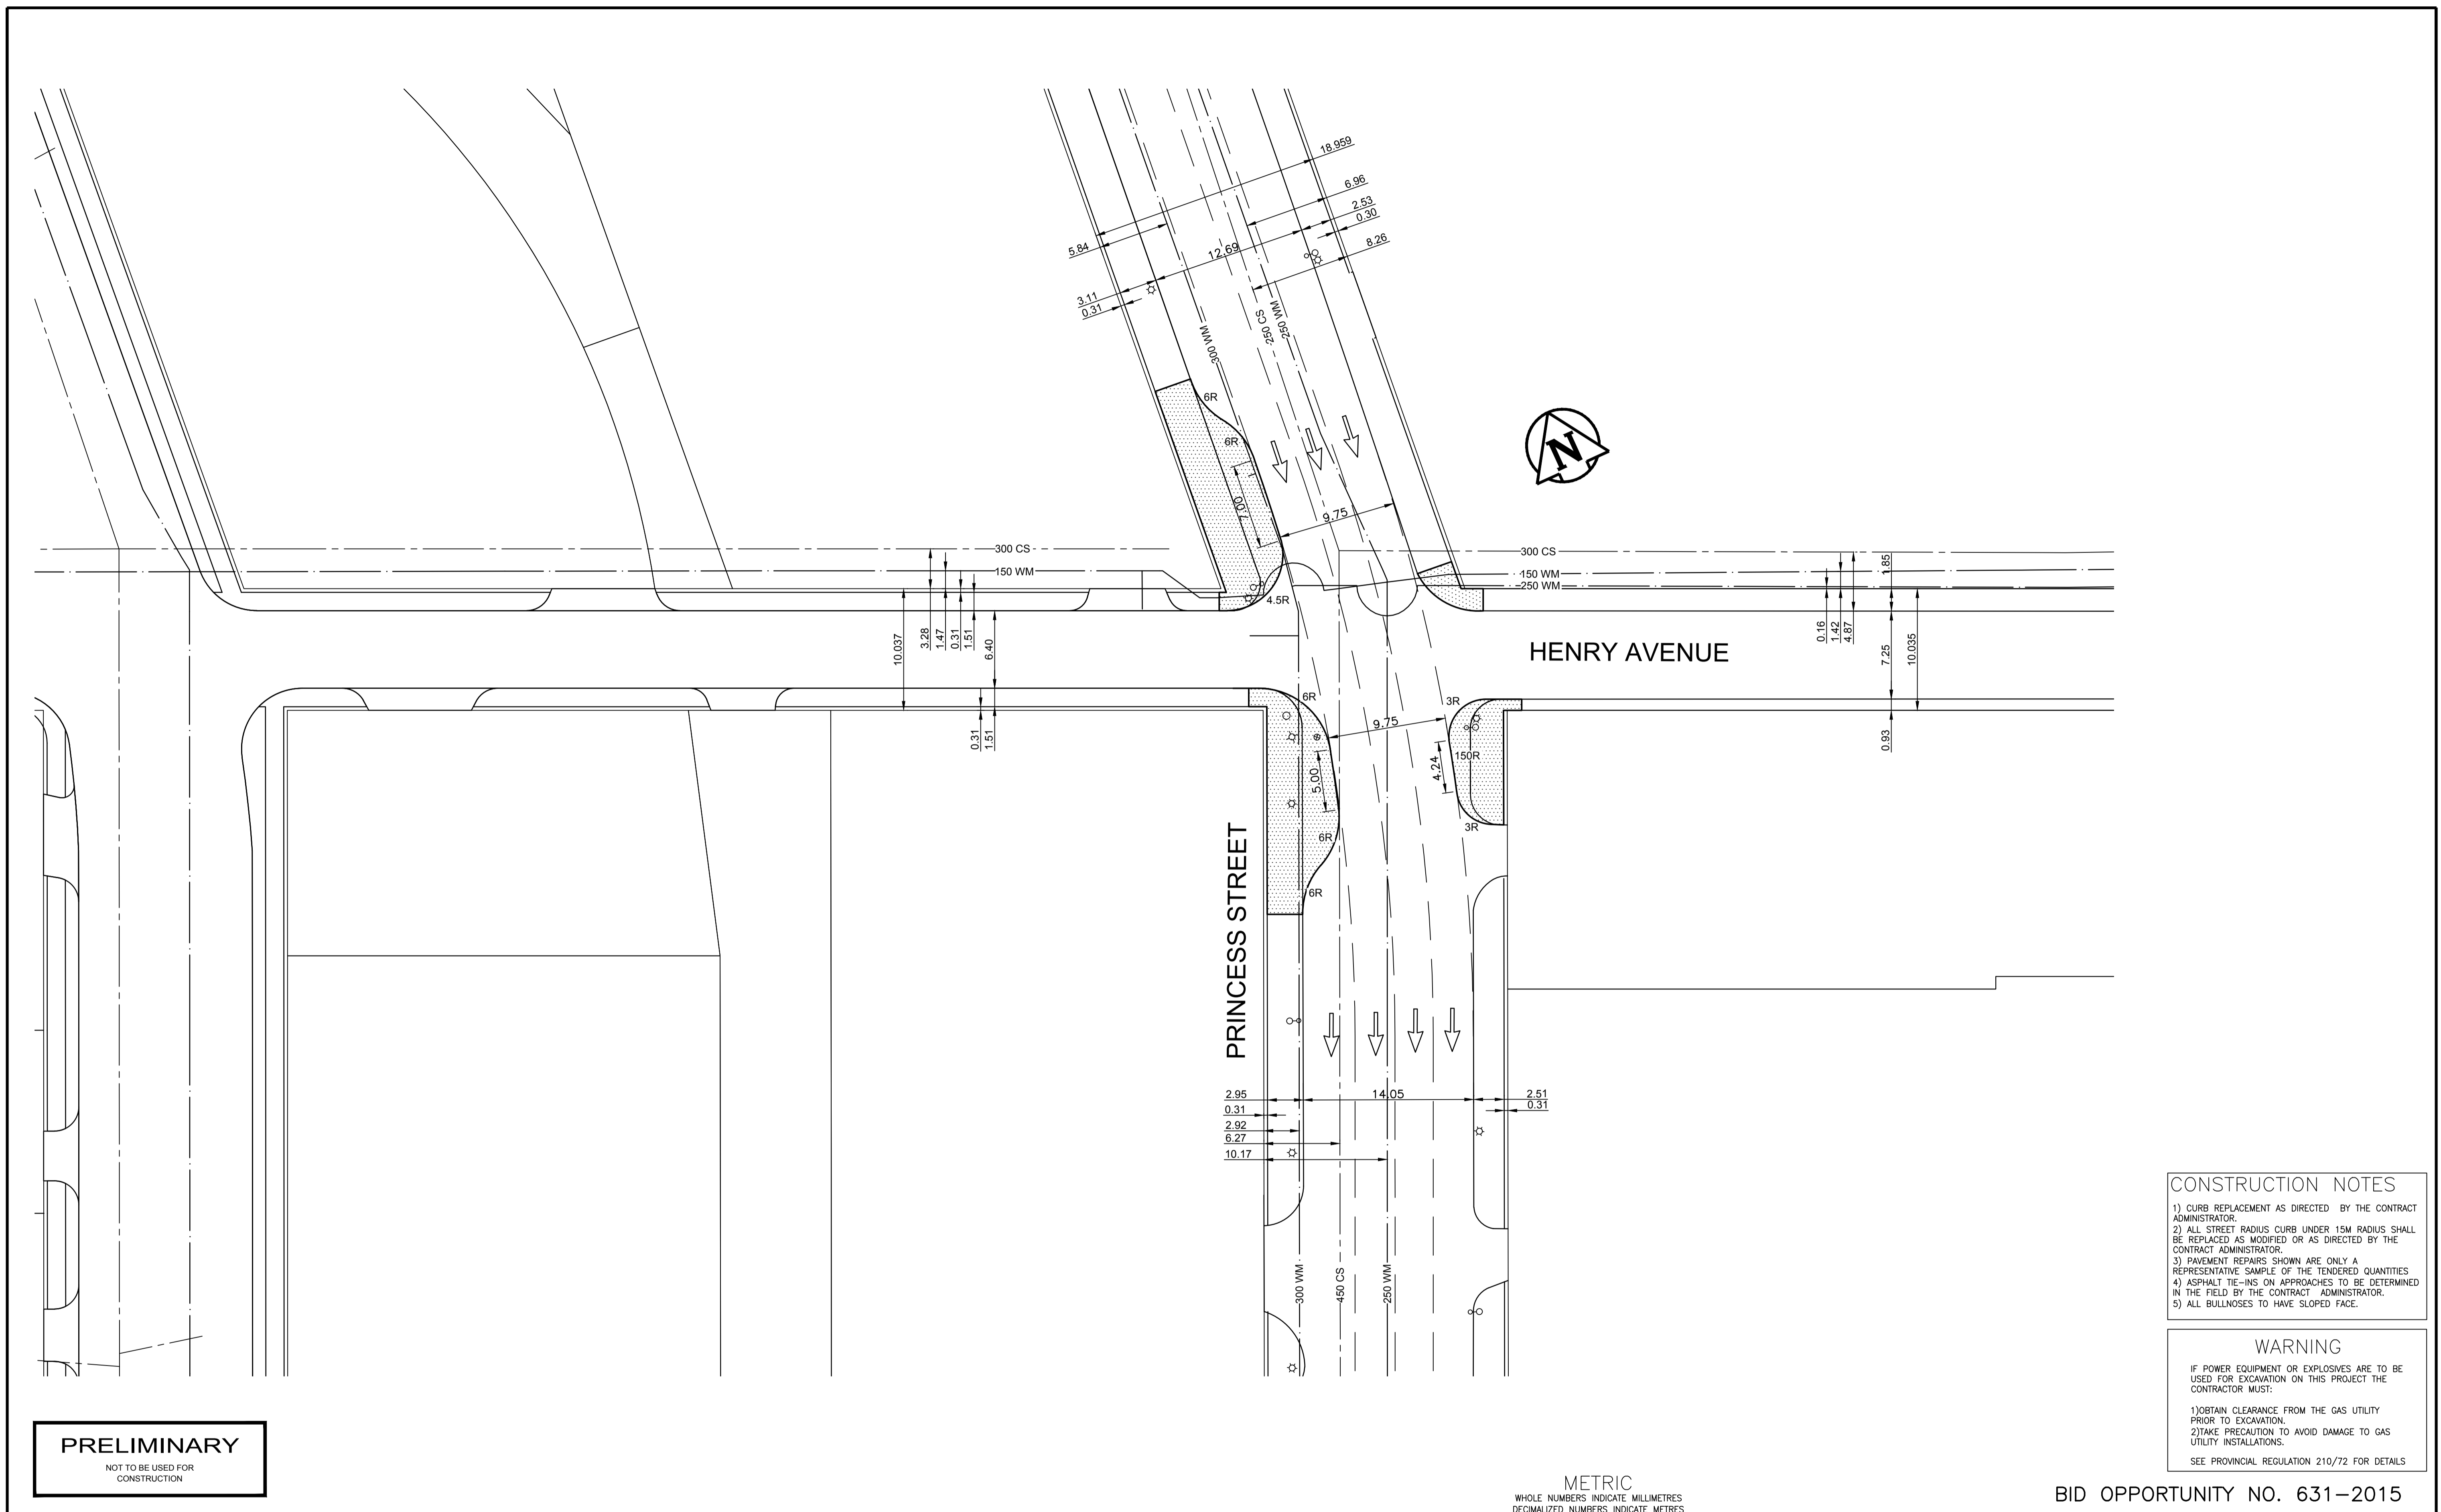 18.959
6.96
2.53
0.30
8.26
5.84
12.69
3.11
0.31
300 WM
250 CS
250 WM
6R
6R
7.00
9.75
N
300 CS
150 WM
4.5R
300 CS
150 WM
250 WM
1.85
10.037
3.28
1.47
0.31
1.51
6.40
HENRY AVENUE
0.16
1.42
4.87
7.25
10.035
0.31
1.51
6R
9.75
3R
0.93
5.00
4.24
150R
6R
3R
6R
PRINCESS STREET
2.95
0.31
2.92
6.27
10.17
14.05
2.51
0.31
300 WM
450 CS
250 WM
CONSTRUCTION NOTES
1) CURB REPLACEMENT AS DIRECTED BY THE CONTRACT
ADMINISTRATOR.
2) ALL STREET RADIUS CURB UNDER 15M RADIUS SHALL
BE REPLACED AS MODIFIED OR AS DIRECTED BY THE
CONTRACT ADMINISTRATOR.
3) PAVEMENT REPAIRS SHOWN ARE ONLY A
REPRESENTATIVE SAMPLE OF THE TENDERED QUANTITIES
4) ASPHALT TIE-INS ON APPROACHES TO BE DETERMINED
IN THE FIELD BY THE CONTRACT ADMINISTRATOR.
5) ALL BULLNOSES TO HAVE SLOPED FACE.
WARNING
IF POWER EQUIPMENT OR EXPLOSIVES ARE TO BE
USED FOR EXCAVATION ON THIS PROJECT THE
CONTRACTOR MUST:
1)OBTAIN CLEARANCE FROM THE GAS UTILITY
PRIOR TO EXCAVATION.
2)TAKE PRECAUTION TO AVOID DAMAGE TO GAS
UTILITY INSTALLATIONS.
SEE PROVINCIAL REGULATION 210/72 FOR DETAILS
PRELIMINARY
NOT TO BE USED FOR
CONSTRUCTION
METRIC
WHOLE NUMBERS INDICATE MILLIMETRES
DECIMALIZED NUMBERS INDICATE METRES
BID OPPORTUNITY NO. 631-2015